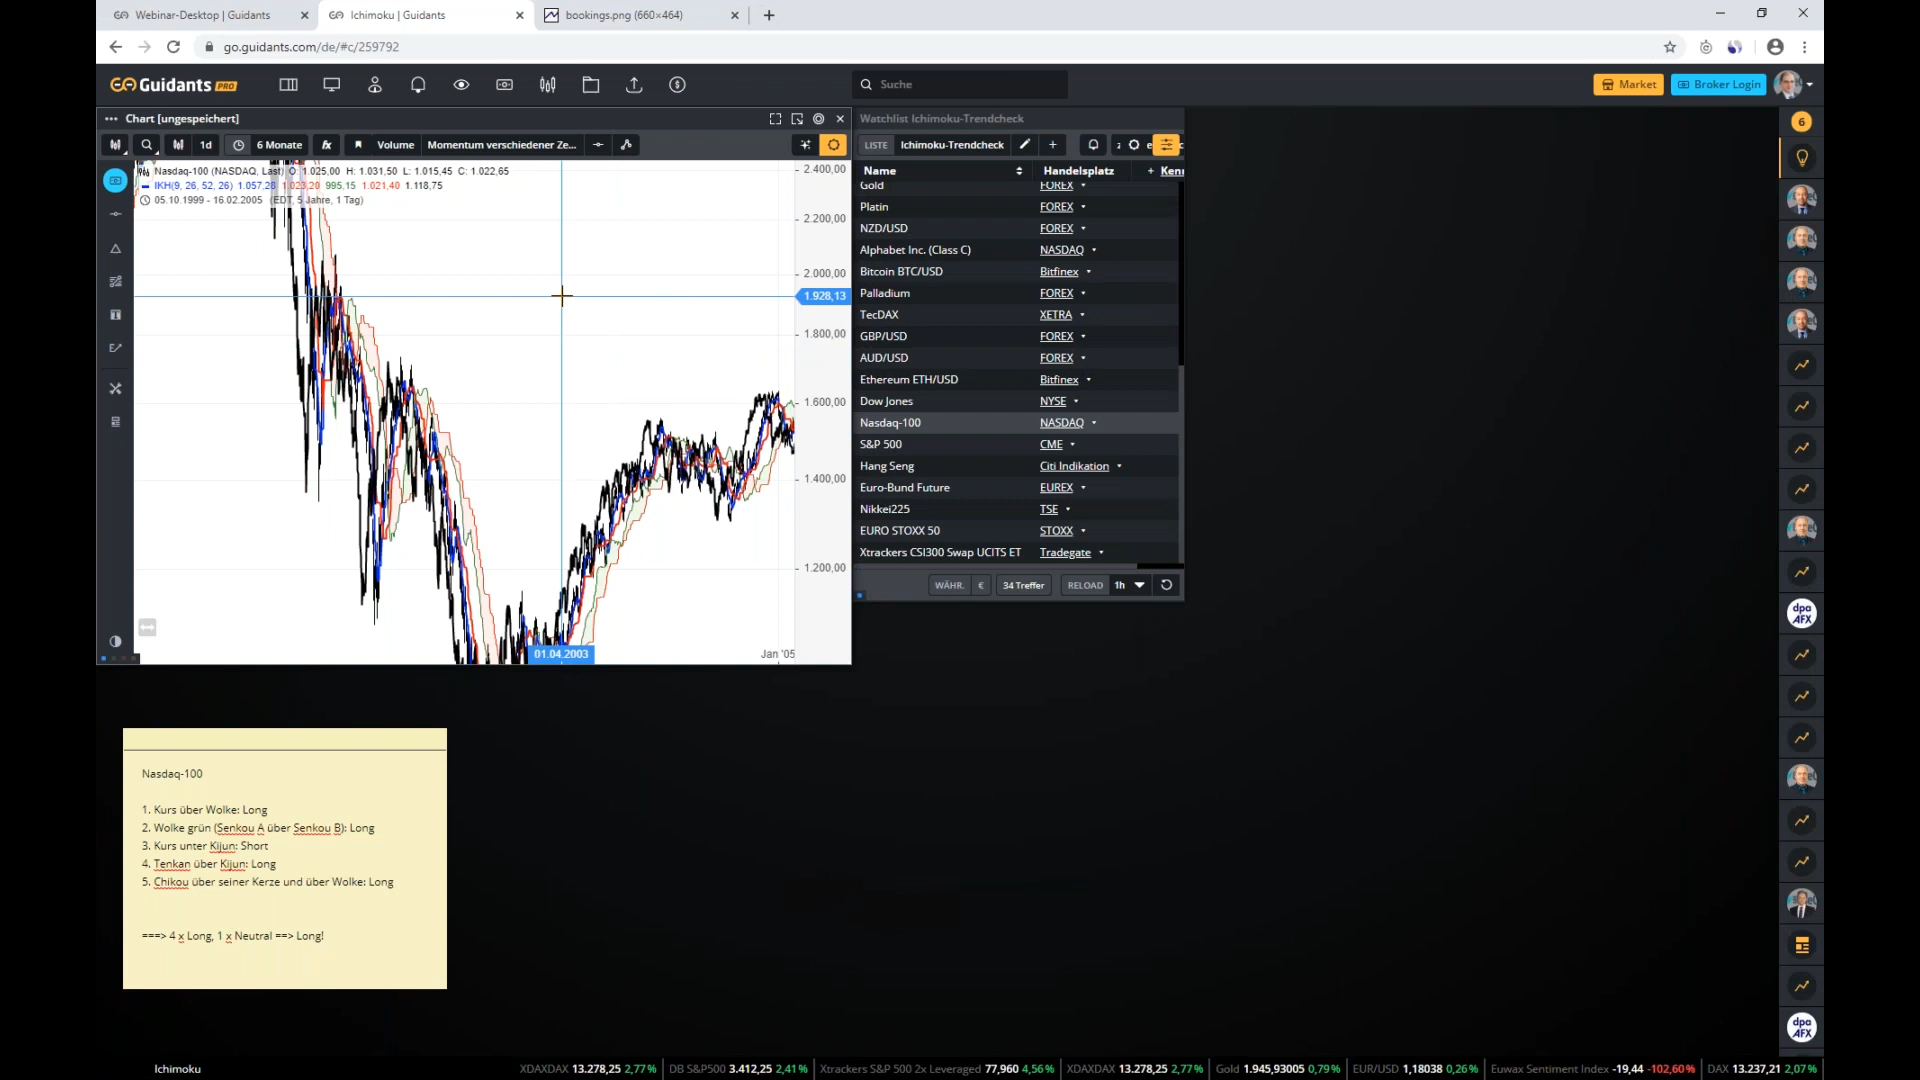 Webinar-Desktop | Guidants
Ichimoku | Guidants
bookings.png (660×464)
go.guidants.com/de/#c/259792
Guidants PRO
Suche
Market
Broker Login
Chart [ungespeichert]
1d
6 Monate
fx
Volume
Momentum verschiedener Ze...
Nasdaq-100 (NASDAQ, Last) O: 1.025,00 H: 1.031,50 L: 1.015,45 C: 1.022,65
IKH(9, 26, 52, 26) 1.057,28 1.023,20 995,15 1.021,40 1.118,75
05.10.1999 - 16.02.2005 (EDT, 5 Jahre, 1 Tag)
2.400,00
2.200,00
2.000,00
1.928,13
1.800,00
1.600,00
1.400,00
1.200,00
01.04.2003
Jan '05
Watchlist Ichimoku-Trendcheck
LISTE Ichimoku-Trendcheck
Name Handelsplatz + Kenn
Gold FOREX
Platin FOREX
NZD/USD FOREX
Alphabet Inc. (Class C) NASDAQ
Bitcoin BTC/USD Bitfinex
Palladium FOREX
TecDAX XETRA
GBP/USD FOREX
AUD/USD FOREX
Ethereum ETH/USD Bitfinex
Dow Jones NYSE
Nasdaq-100 NASDAQ
S&P 500 CME
Hang Seng Citi Indikation
Euro-Bund Future EUREX
Nikkei225 TSE
EURO STOXX 50 STOXX
Xtrackers CSI300 Swap UCITS ET Tradegate
WÄHR. € 34 Treffer RELOAD 1h
6
dpa AFX
dpa AFX
Nasdaq-100
1. Kurs über Wolke: Long
2. Wolke grün (Senkou A über Senkou B): Long
3. Kurs unter Kijun: Short
4. Tenkan über Kijun: Long
5. Chikou über seiner Kerze und über Wolke: Long
===> 4 x Long, 1 x Neutral ==> Long!
Ichimoku
XDAXDAX 13.278,25 2,77%
DB S&P500 3.412,25 2,41%
Xtrackers S&P 500 2x Leveraged 77,960 4,56%
XDAXDAX 13.278,25 2,77%
Gold 1.945,93005 0,79%
EUR/USD 1,18038 0,26%
Euwax Sentiment Index -19,44 -102,60%
DAX 13.237,21 2,07%